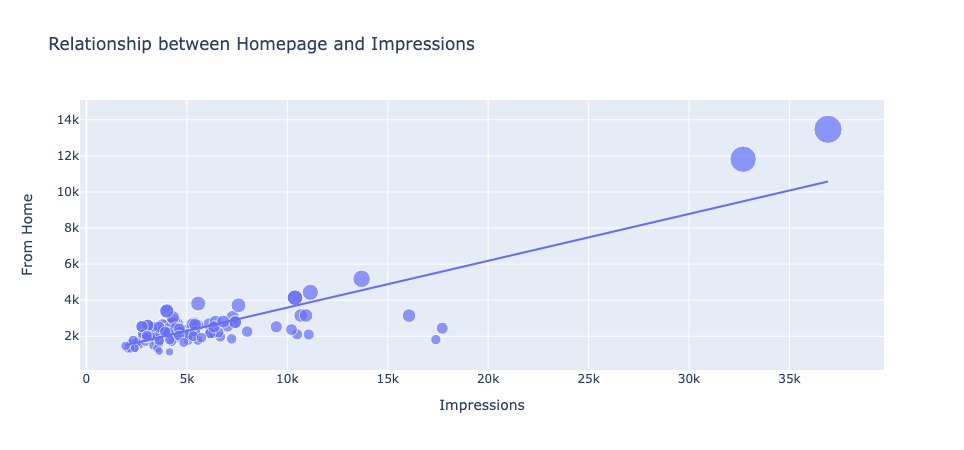 Relationship between Homepage and Impressions
14k
12k
10k
8k
6k
4k
2k
From Home
0 5k 10k 15k 20k 25k 30k 35k
Impressions